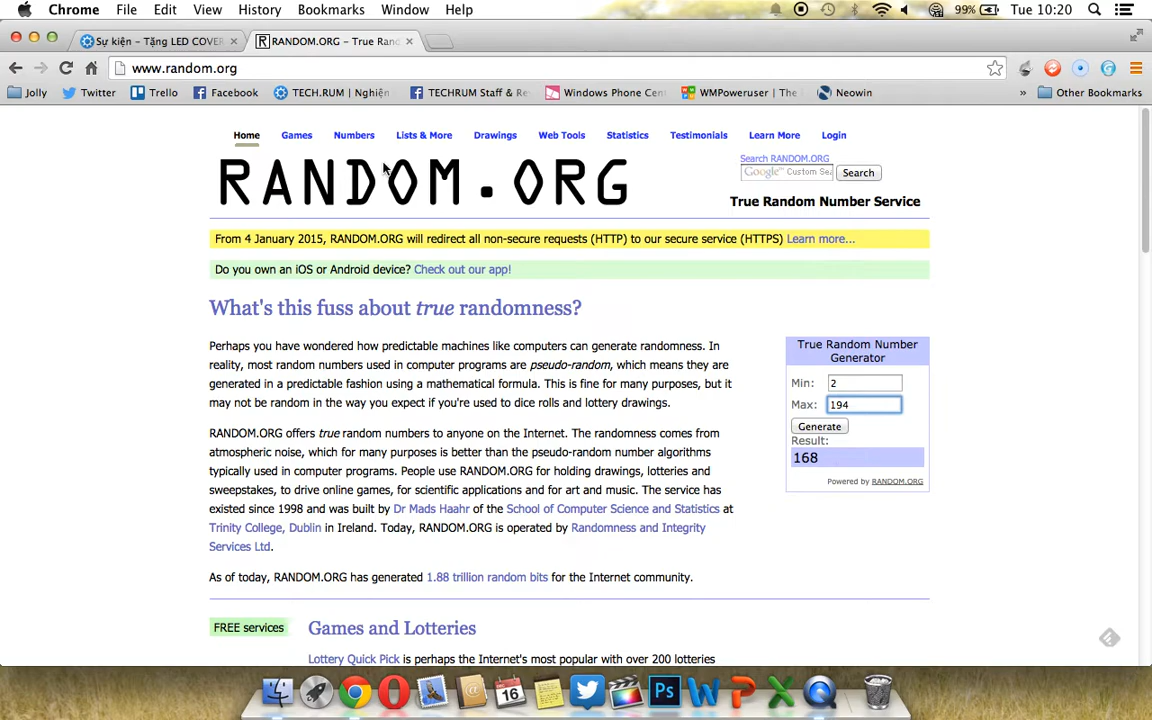 Chrome File Edit View History Bookmarks Window Help 99% Tue 10:20
Sự kiện – Tặng LED COVER RANDOM.ORG – True Ran
www.random.org
Jolly Twitter Trello Facebook TECH.RUM | Nghiện TECHRUM Staff & Re Windows Phone Cen WMPoweruser | The Neowin » Other Bookmarks
Home Games Numbers Lists & More Drawings Web Tools Statistics Testimonials Learn More Login
RANDOM.ORG
Search RANDOM.ORG
Google™ Custom Sea Search
True Random Number Service
From 4 January 2015, RANDOM.ORG will redirect all non-secure requests (HTTP) to our secure service (HTTPS) Learn more...
Do you own an iOS or Android device? Check out our app!
What's this fuss about true randomness?
Perhaps you have wondered how predictable machines like computers can generate randomness. In
reality, most random numbers used in computer programs are pseudo-random, which means they are
generated in a predictable fashion using a mathematical formula. This is fine for many purposes, but it
may not be random in the way you expect if you're used to dice rolls and lottery drawings.
RANDOM.ORG offers true random numbers to anyone on the Internet. The randomness comes from
atmospheric noise, which for many purposes is better than the pseudo-random number algorithms
typically used in computer programs. People use RANDOM.ORG for holding drawings, lotteries and
sweepstakes, to drive online games, for scientific applications and for art and music. The service has
existed since 1998 and was built by Dr Mads Haahr of the School of Computer Science and Statistics at
Trinity College, Dublin in Ireland. Today, RANDOM.ORG is operated by Randomness and Integrity
Services Ltd.
As of today, RANDOM.ORG has generated 1.88 trillion random bits for the Internet community.
True Random Number
Generator
Min: 2
Max: 194
Generate
Result:
168
Powered by RANDOM.ORG
FREE services
Games and Lotteries
Lottery Quick Pick is perhaps the Internet's most popular with over 200 lotteries
16